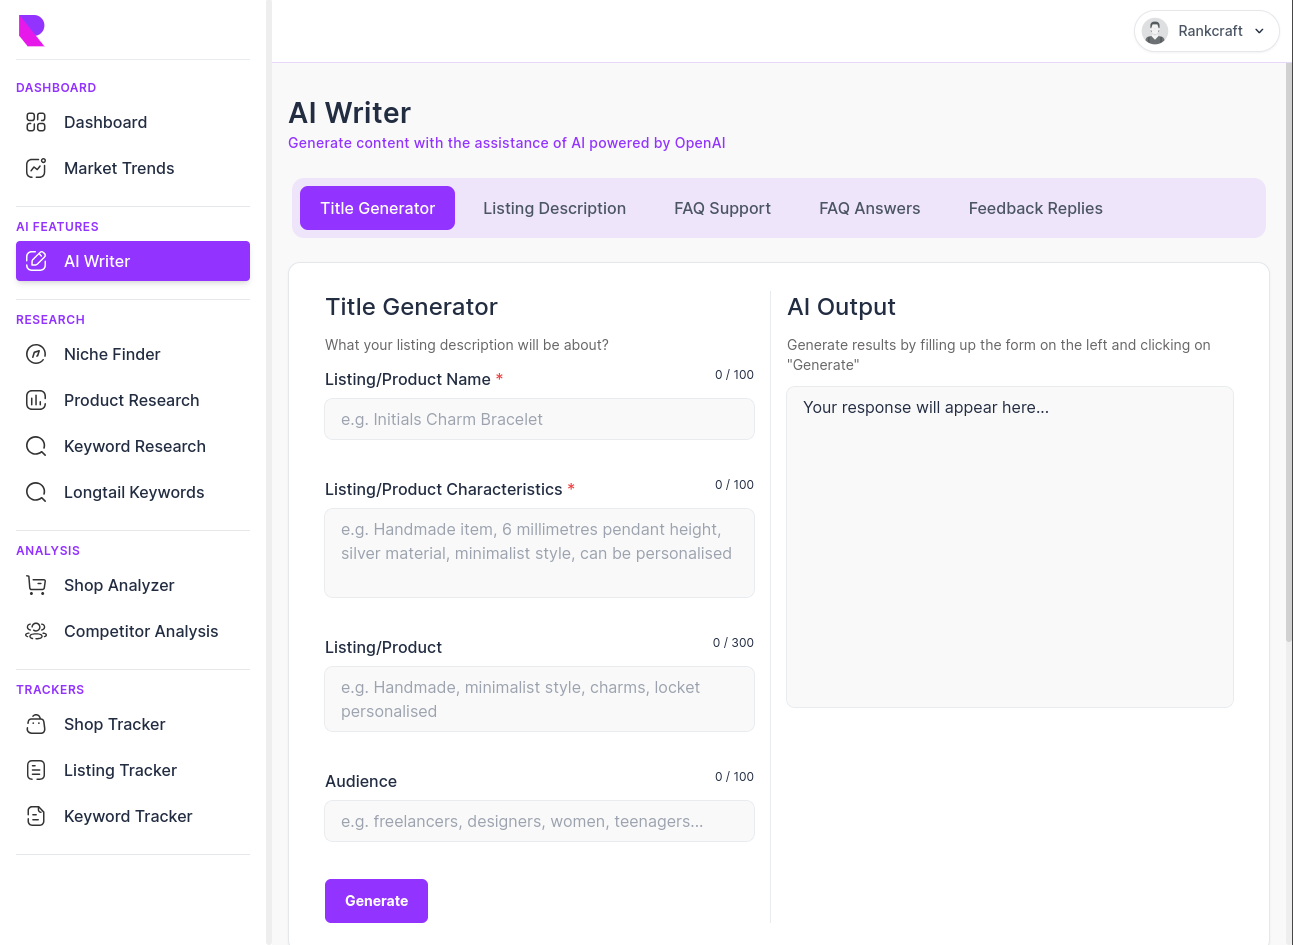 Rankcraft
DASHBOARD
Dashboard
Market Trends
AI FEATURES
AI Writer
RESEARCH
Niche Finder
Product Research
Keyword Research
Longtail Keywords
ANALYSIS
Shop Analyzer
Competitor Analysis
TRACKERS
Shop Tracker
Listing Tracker
Keyword Tracker
AI Writer
Generate content with the assistance of AI powered by OpenAI
Title Generator
Listing Description
FAQ Support
FAQ Answers
Feedback Replies
Title Generator
What your listing description will be about?
Listing/Product Name *
0 / 100
e.g. Initials Charm Bracelet
Listing/Product Characteristics *
0 / 100
e.g. Handmade item, 6 millimetres pendant height,
silver material, minimalist style, can be personalised
Listing/Product
0 / 300
e.g. Handmade, minimalist style, charms, locket
personalised
Audience
0 / 100
e.g. freelancers, designers, women, teenagers...
Generate
AI Output
Generate results by filling up the form on the left and clicking on
"Generate"
Your response will appear here...